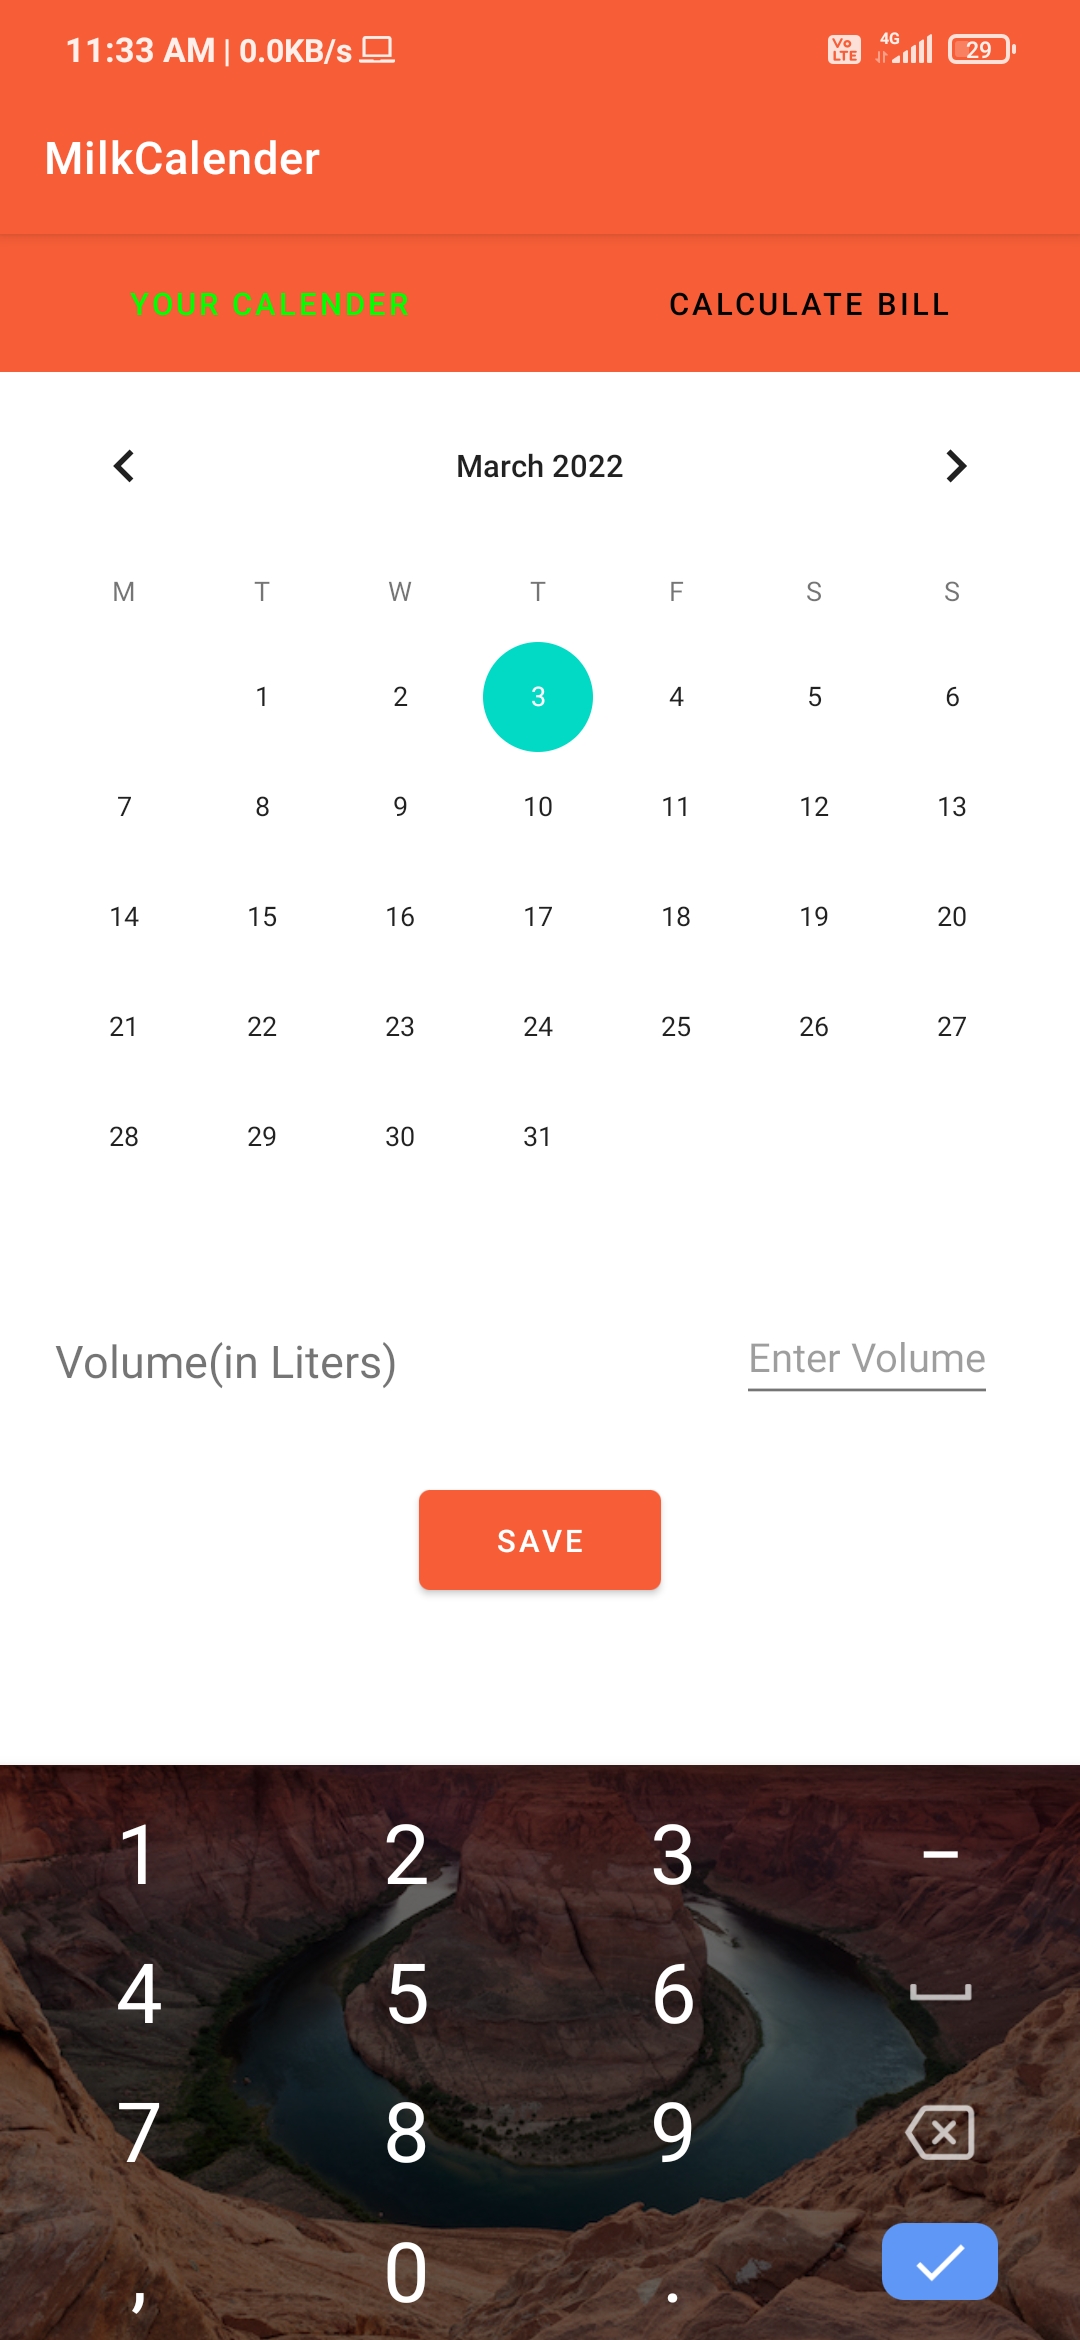 11:33 AM | 0.0KB/s Vo LTE 4G 29
MilkCalender
YOUR CALENDER CALCULATE BILL
March 2022
M T W T F S S
1 2 3 4 5 6
7 8 9 10 11 12 13
14 15 16 17 18 19 20
21 22 23 24 25 26 27
28 29 30 31
Volume(in Liters) Enter Volume
SAVE
1 2 3 –
4 5 6
7 8 9
, 0 .